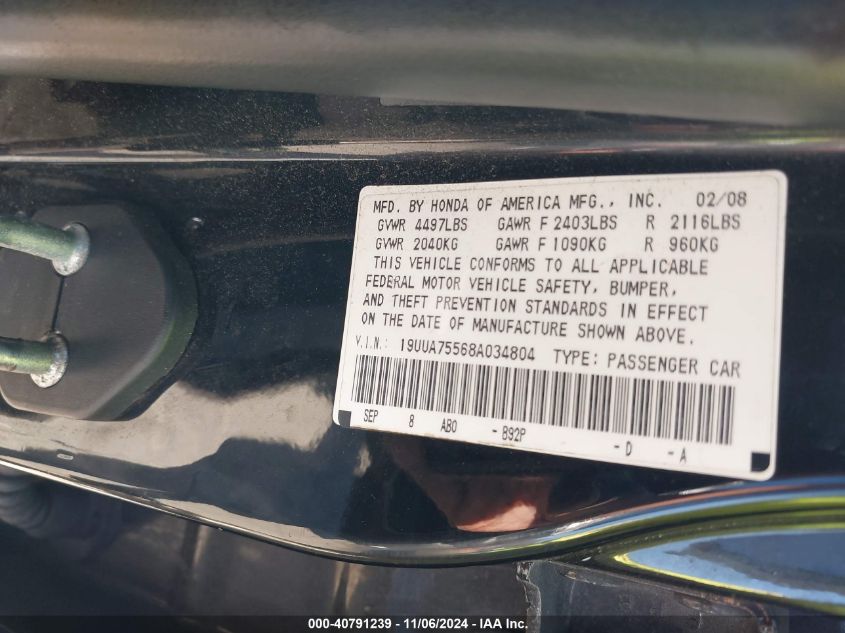 MFD. BY HONDA OF AMERICA MFG., INC. 02/08
GVWR 4497LBS GAWR F 2403LBS R 2116LBS
GVWR 2040KG GAWR F 1090KG R 960KG
THIS VEHICLE CONFORMS TO ALL APPLICABLE
FEDERAL MOTOR VEHICLE SAFETY, BUMPER,
AND THEFT PREVENTION STANDARDS IN EFFECT
ON THE DATE OF MANUFACTURE SHOWN ABOVE.
V.I.N: 19UUA75568A034804 TYPE: PASSENGER CAR
SEP 8 AB0 -B92P -D -A
000-40791239 - 11/06/2024 - IAA Inc.